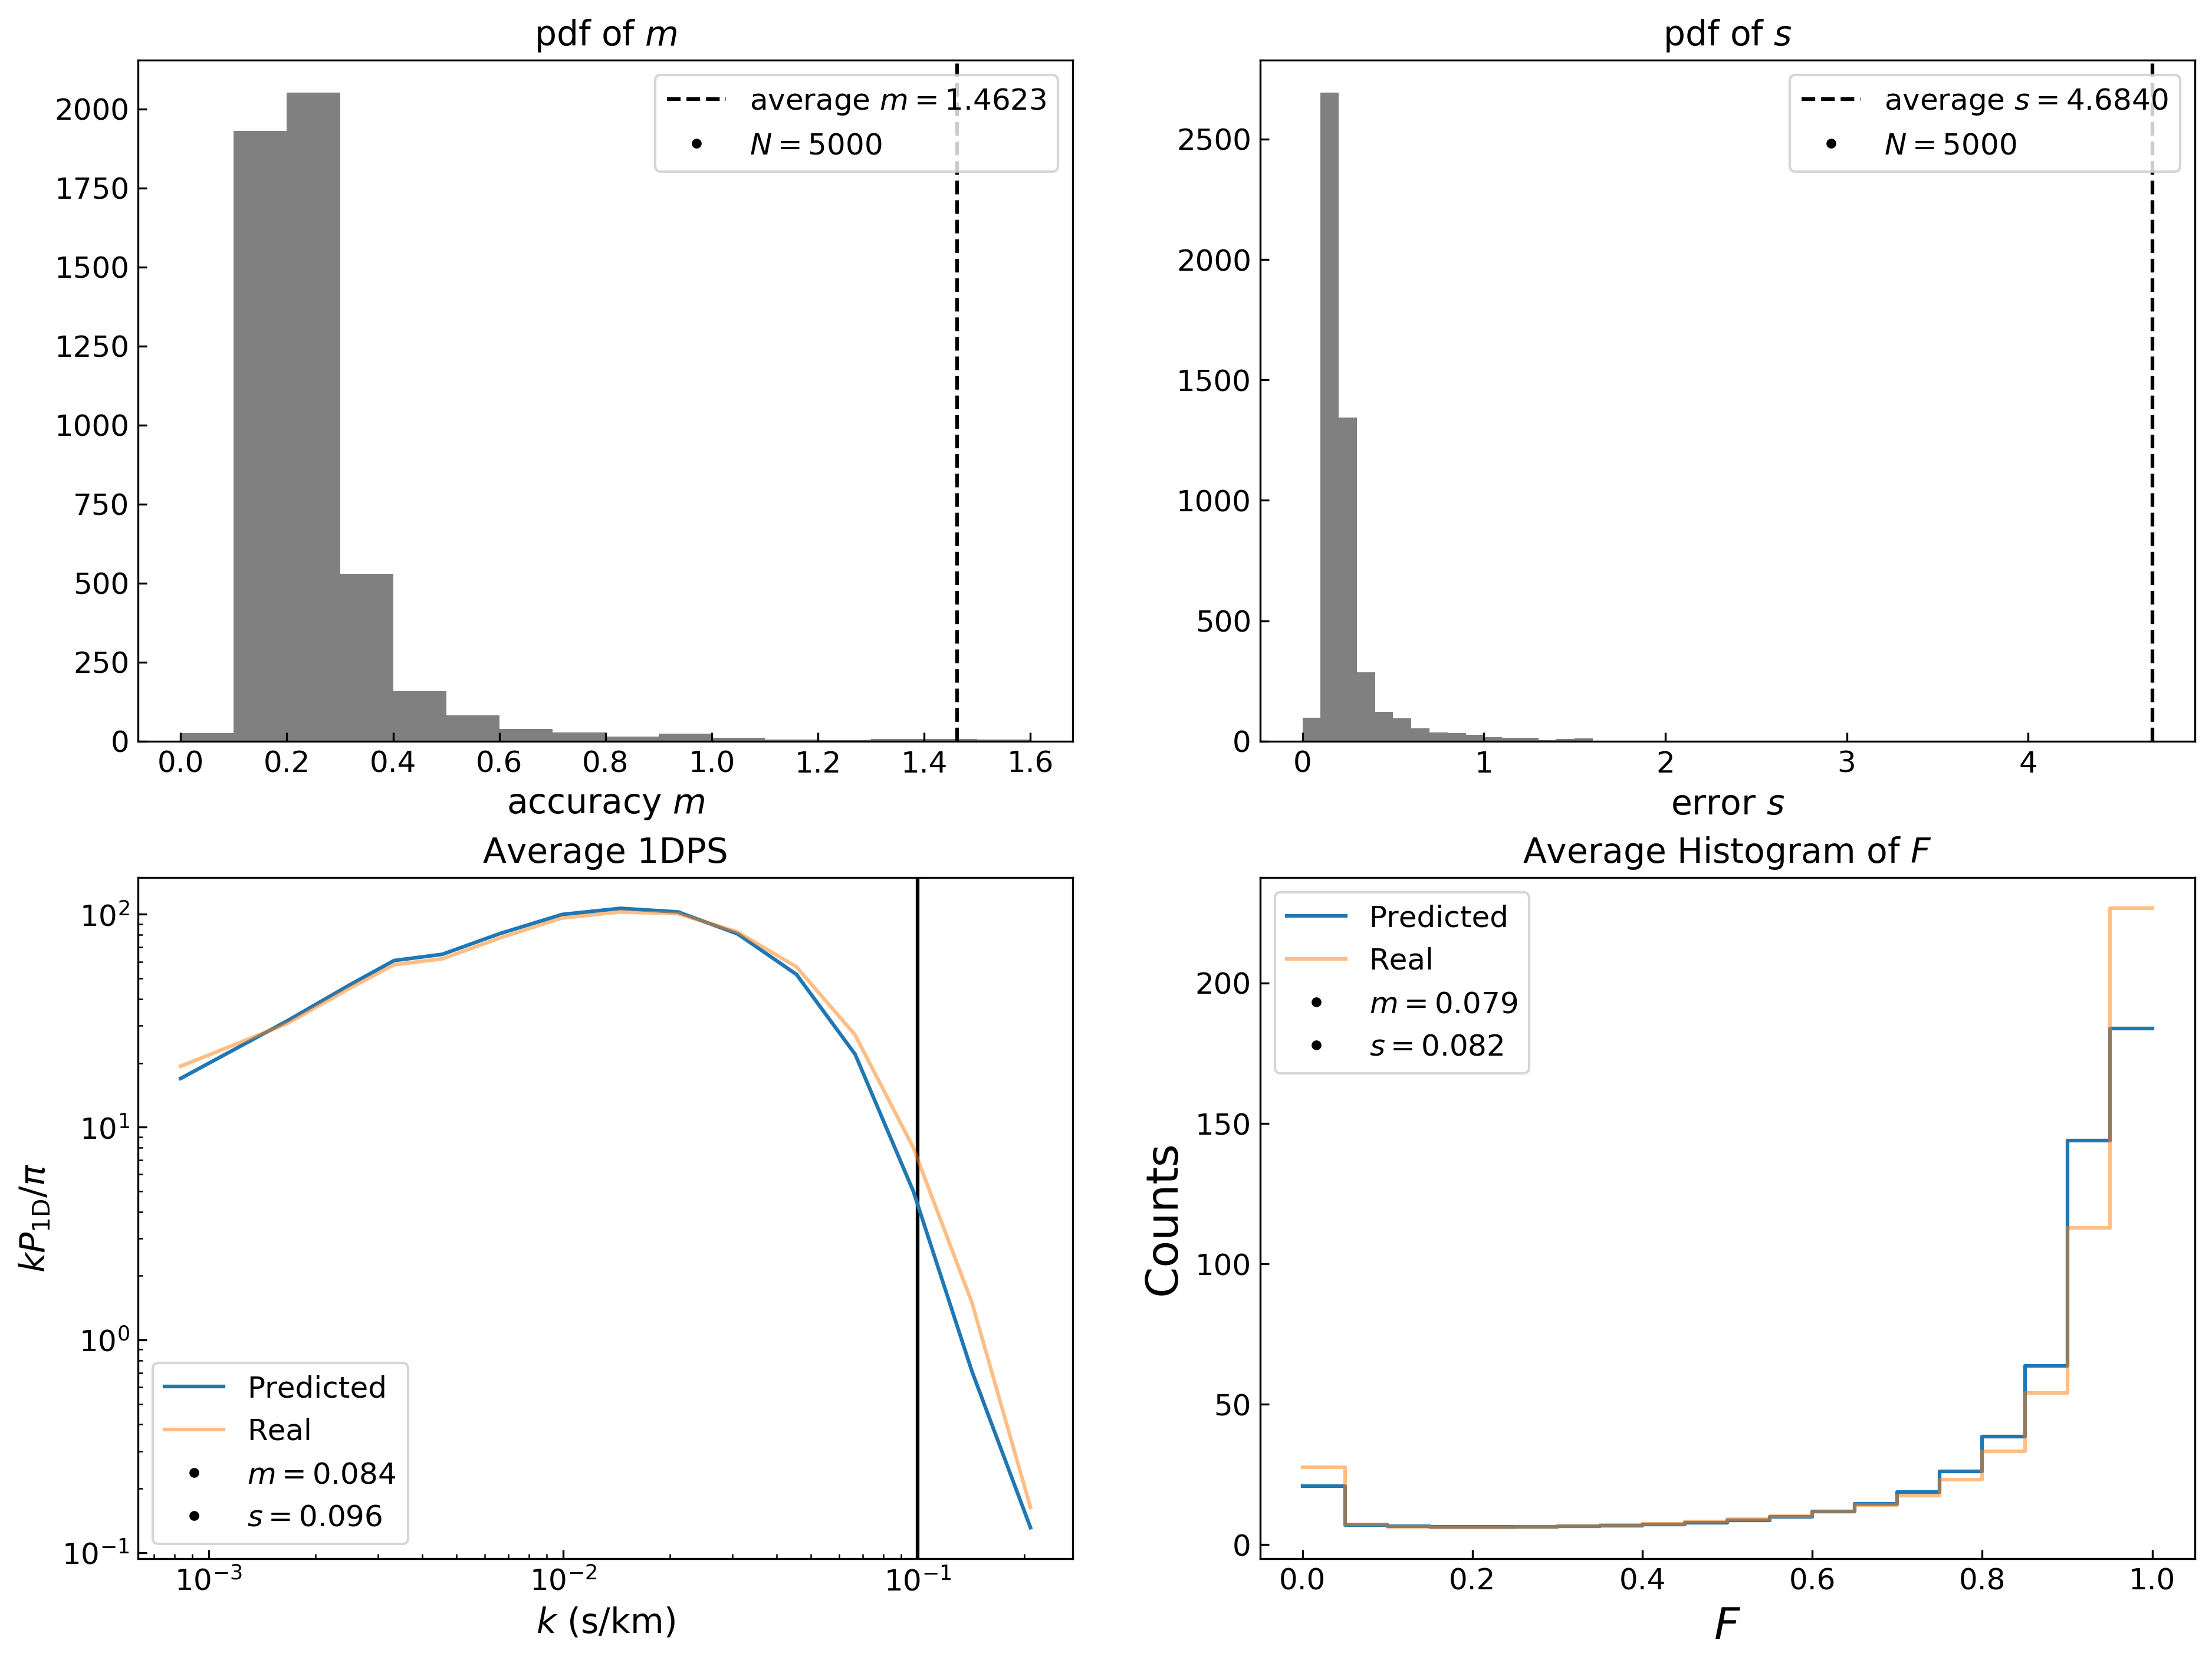 pdf of m
2000
1750
1500
1250
1000
750
500
250
0
average m = 1.4623
N = 5000
0.0 0.2 0.4 0.6 0.8 1.0 1.2 1.4 1.6
accuracy m
pdf of s
2500
2000
1500
1000
500
0
average s = 4.6840
N = 5000
0 1 2 3 4
error s
Average 1DPS
10²
10¹
10⁰
10⁻¹
kP₁D/π
Predicted
Real
m = 0.084
s = 0.096
10⁻³ 10⁻² 10⁻¹
k (s/km)
Average Histogram of F
200
150
100
50
0
Counts
Predicted
Real
m = 0.079
s = 0.082
0.0 0.2 0.4 0.6 0.8 1.0
F